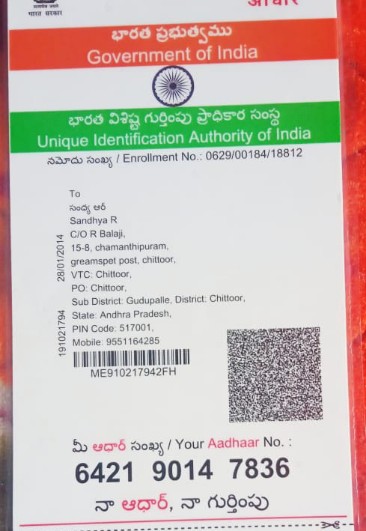 भारत सरकार
आधार
భారత ప్రభుత్వము
Government of India
భారత విశిష్ట గుర్తింపు ప్రాధికార సంస్థ
Unique Identification Authority of India
నమోదు సంఖ్య / Enrollment No.: 0629/00184/18812
To
సంధ్య ఆర్
Sandhya R
C/O R Balaji,
15-8, chamanthipuram,
greamspet post, chittoor,
VTC: Chittoor,
PO: Chittoor,
Sub District: Gudupalle, District: Chittoor,
State: Andhra Pradesh,
PIN Code: 517001,
Mobile: 9551164285
28/01/2014
191021794
ME910217942FH
మీ ఆధార్ సంఖ్య / Your Aadhaar No. :
6421 9014 7836
నా ఆధార్, నా గుర్తింపు